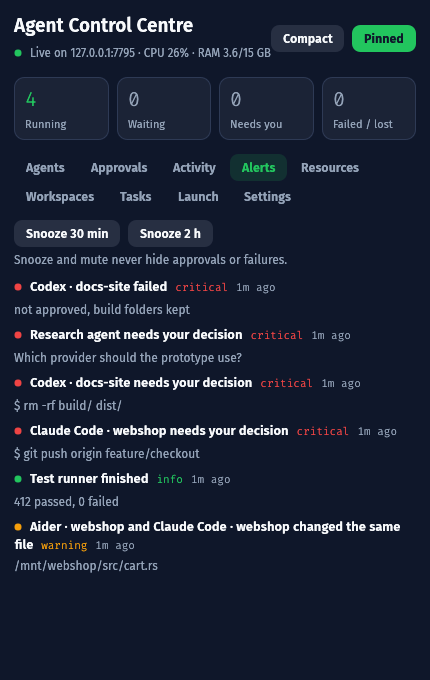 Agent Control Centre
Live on 127.0.0.1:7795 · CPU 26% · RAM 3.6/15 GB
Compact
Pinned
4
0
0
0
Running
Waiting
Needs you
Failed / lost
Agents
Approvals
Activity
Alerts
Resources
Workspaces
Tasks
Launch
Settings
Snooze 30 min
Snooze 2 h
Snooze and mute never hide approvals or failures.
Codex · docs-site failed critical 1m ago
not approved, build folders kept
Research agent needs your decision critical 1m ago
Which provider should the prototype use?
Codex · docs-site needs your decision critical 1m ago
$ rm -rf build/ dist/
Claude Code · webshop needs your decision critical 1m ago
$ git push origin feature/checkout
Test runner finished info 1m ago
412 passed, 0 failed
Aider · webshop and Claude Code · webshop changed the same
file warning 1m ago
/mnt/webshop/src/cart.rs